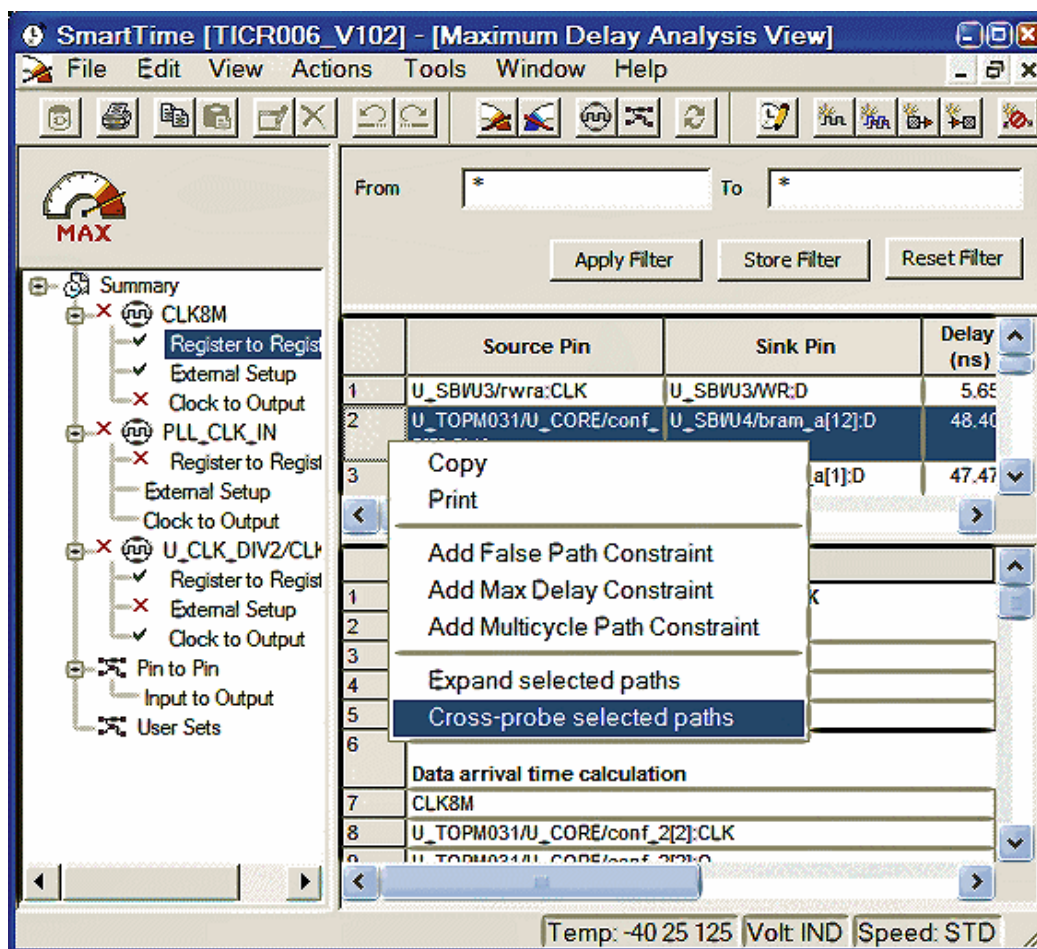 SmartTime [TICR006_V102] - [Maximum Delay Analysis View]
File Edit View Actions Tools Window Help
MAX
From * To *
Apply Filter Store Filter Reset Filter
Summary
CLK8M
Register to Regist
External Setup
Clock to Output
PLL_CLK_IN
Register to Regist
External Setup
Clock to Output
U_CLK_DIV2/CLK
Register to Regist
External Setup
Clock to Output
Pin to Pin
Input to Output
User Sets
Source Pin Sink Pin Delay (ns)
1 U_SBI/U3/rwra:CLK U_SBI/U3/WR:D 5.65
2 U_TOPM031/U_CORE/conf_ U_SBI/U4/bram_a[12]:D 48.40
3 _a[1]:D 47.47
Copy
Print
Add False Path Constraint
Add Max Delay Constraint
Add Multicycle Path Constraint
Expand selected paths
Cross-probe selected paths
1 K
2
3
4
5
6
Data arrival time calculation
7 CLK8M
8 U_TOPM031/U_CORE/conf_2[2]:CLK
9 U_TOPM031/U_CORE/conf_2[2]:Q
Temp: -40 25 125 Volt: IND Speed: STD